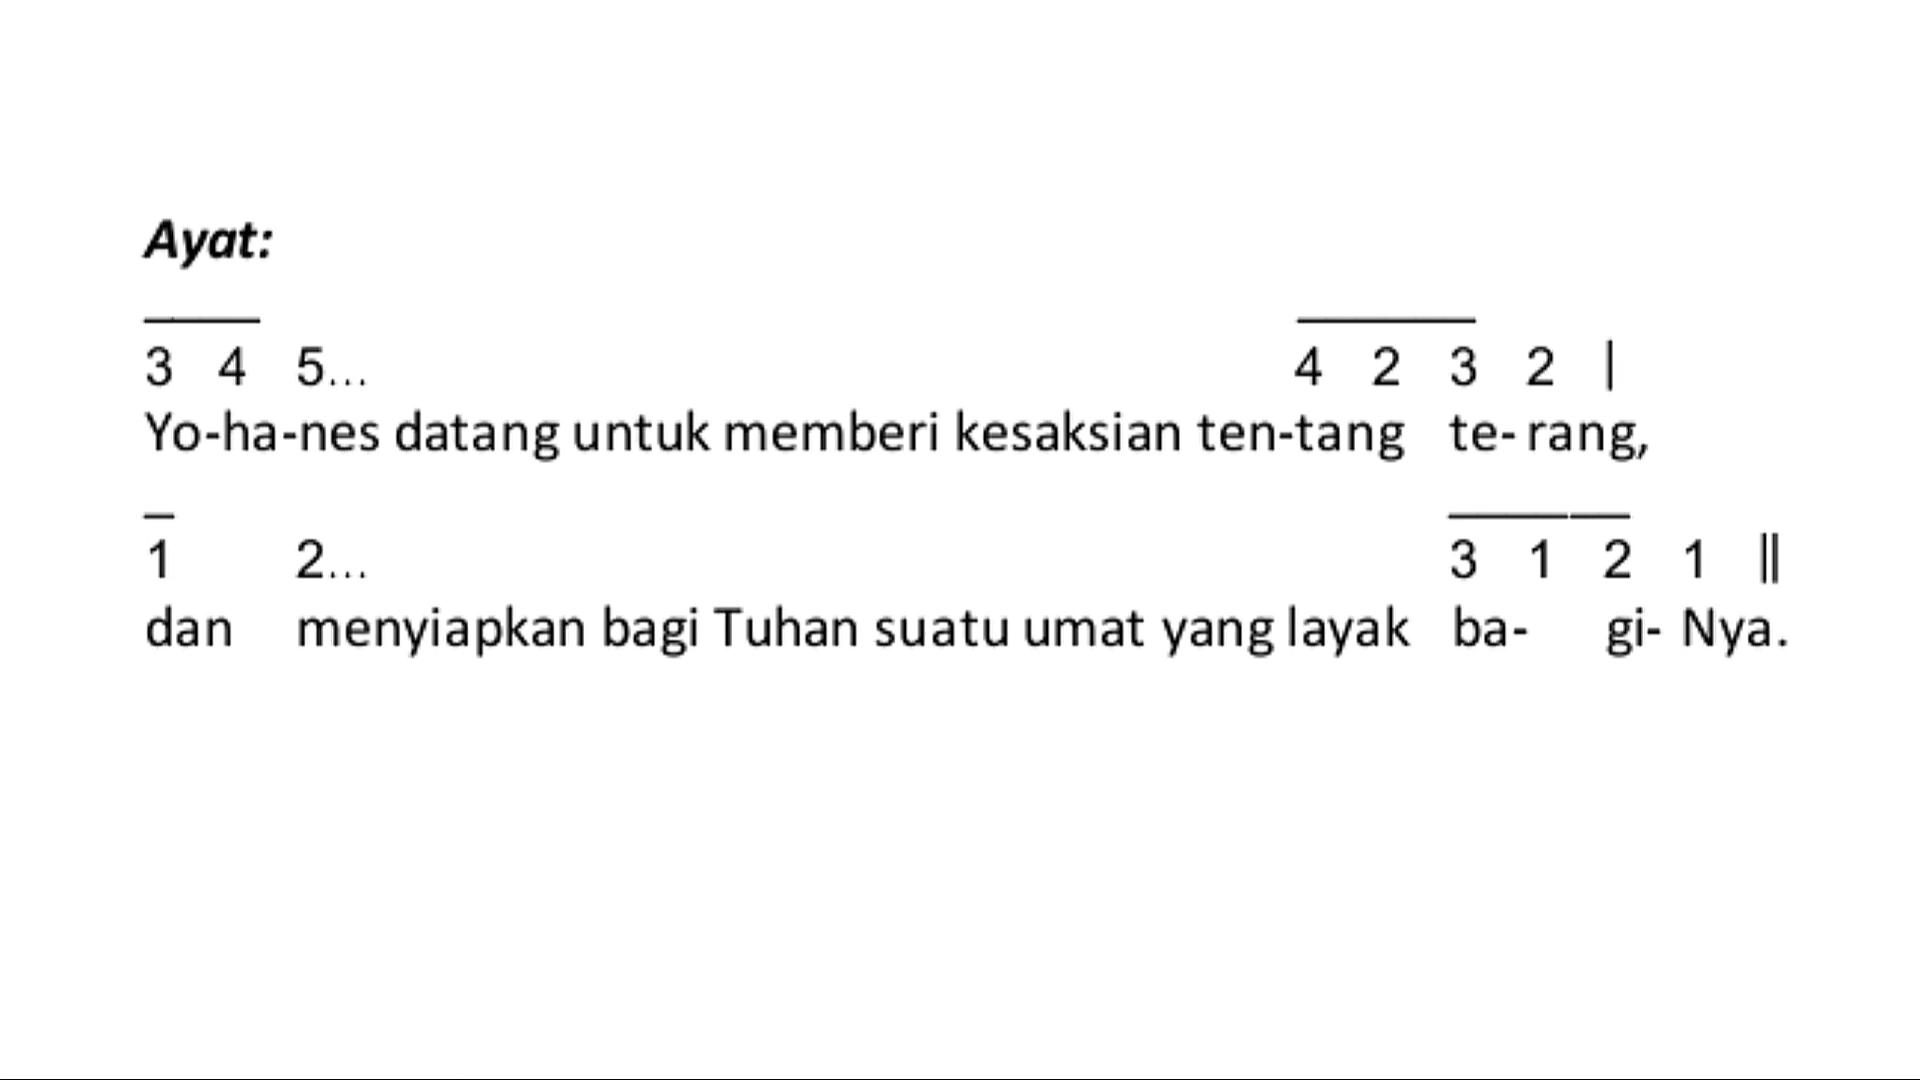 Ayat:
3 4 5... 4 2 3 2 |
Yo-ha-nes datang untuk memberi kesaksian ten-tang te- rang,
1 2... 3 1 2 1 ||
dan menyiapkan bagi Tuhan suatu umat yang layak ba- gi- Nya.